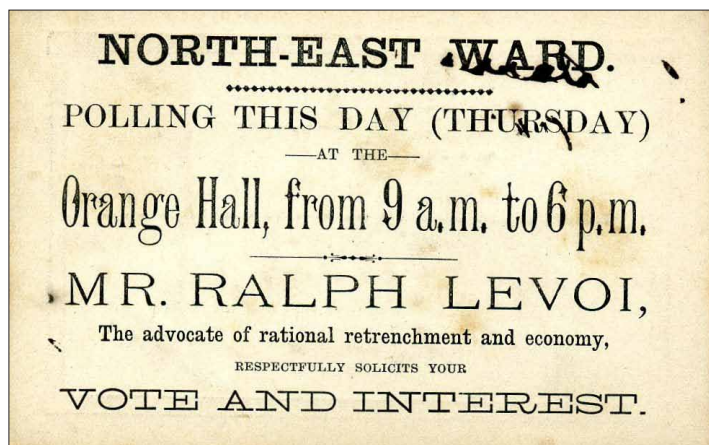 NORTH-EAST WARD.
POLLING THIS DAY (THURSDAY)
—AT THE—
Orange Hall, from 9 a.m. to 6 p.m.
MR. RALPH LEVOI,
The advocate of rational retrenchment and economy,
RESPECTFULLY SOLICITS YOUR
VOTE AND INTEREST.